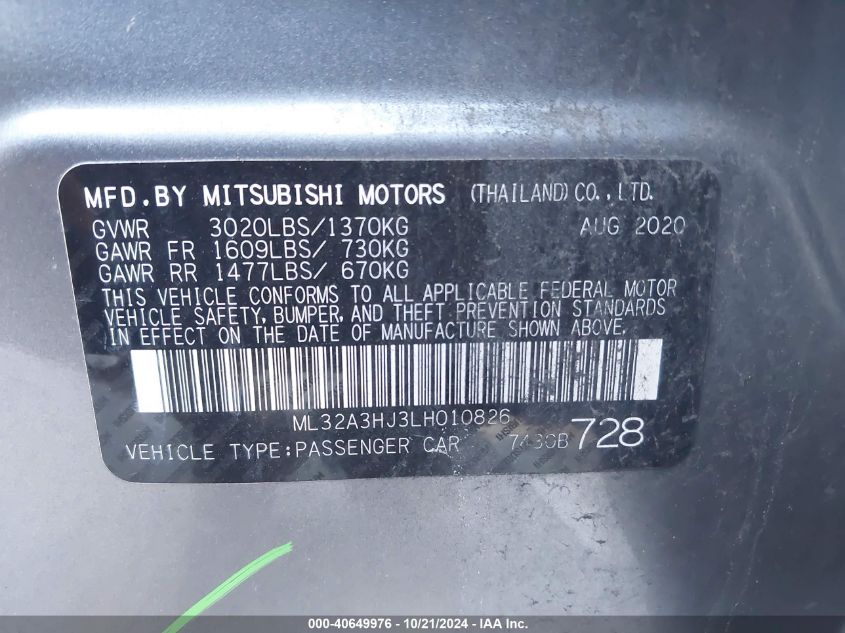 MFD.BY MITSUBISHI MOTORS (THAILAND) CO., LTD.
GVWR 3020LBS/1370KG AUG 2020
GAWR FR 1609LBS/ 730KG
GAWR RR 1477LBS/ 670KG
THIS VEHICLE CONFORMS TO ALL APPLICABLE FEDERAL MOTOR
VEHICLE SAFETY, BUMPER, AND THEFT PREVENTION STANDARDS
IN EFFECT ON THE DATE OF MANUFACTURE SHOWN ABOVE.
ML32A3HJ3LH010826
VEHICLE TYPE:PASSENGER CAR 728
000-40649976 - 10/21/2024 - IAA Inc.